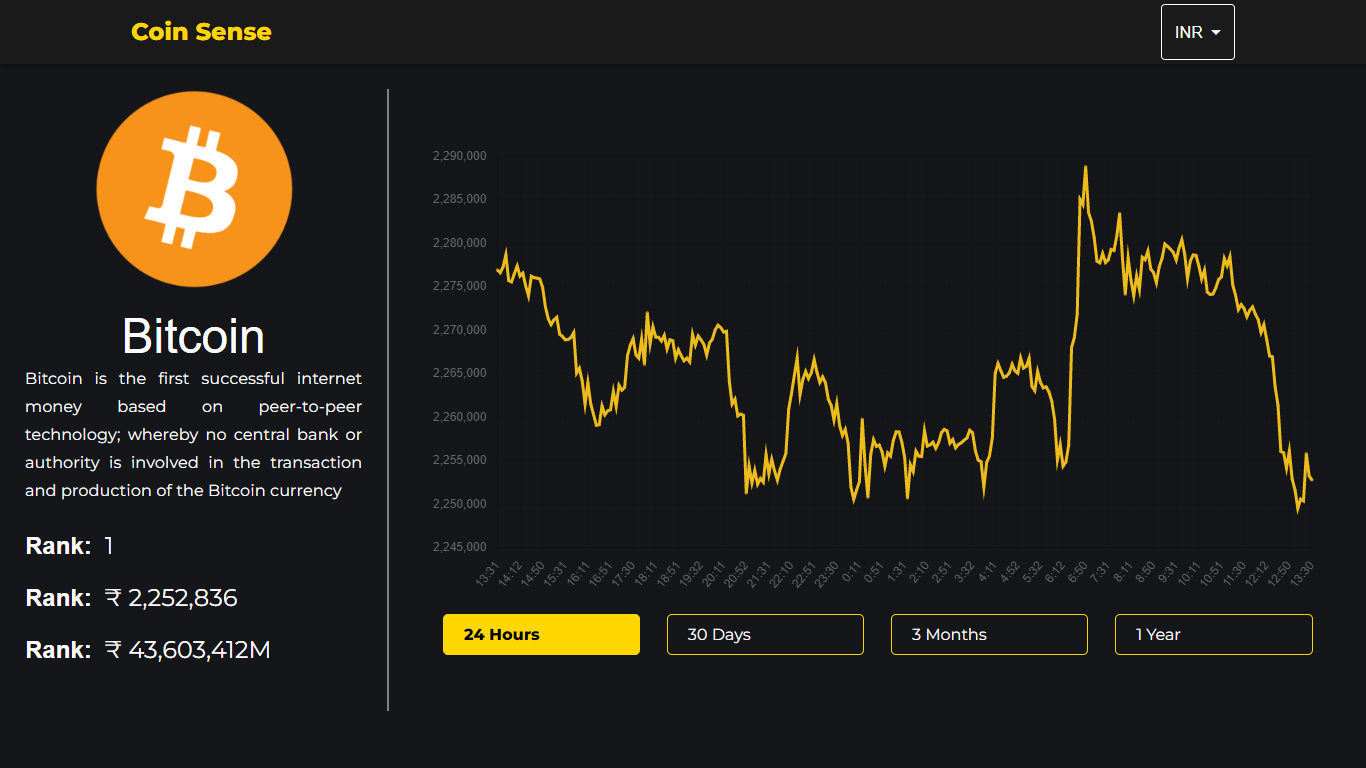 Coin Sense
INR
Bitcoin
Bitcoin is the first successful internet
money based on peer-to-peer
technology; whereby no central bank or
authority is involved in the transaction
and production of the Bitcoin currency
Rank: 1
Rank: ₹ 2,252,836
Rank: ₹ 43,603,412M
2,290,000
2,285,000
2,280,000
2,275,000
2,270,000
2,265,000
2,260,000
2,255,000
2,250,000
2,245,000
13:31 14:12 14:50 15:31 16:11 16:51 17:30 18:11 18:51 19:32 20:11 20:52 21:31 22:10 22:51 23:30 0:11 0:51 1:31 2:10 2:51 3:32 4:11 4:52 5:32 6:12 6:50 7:31 8:11 8:50 9:31 10:11 10:51 11:30 12:12 12:50 13:30
24 Hours
30 Days
3 Months
1 Year